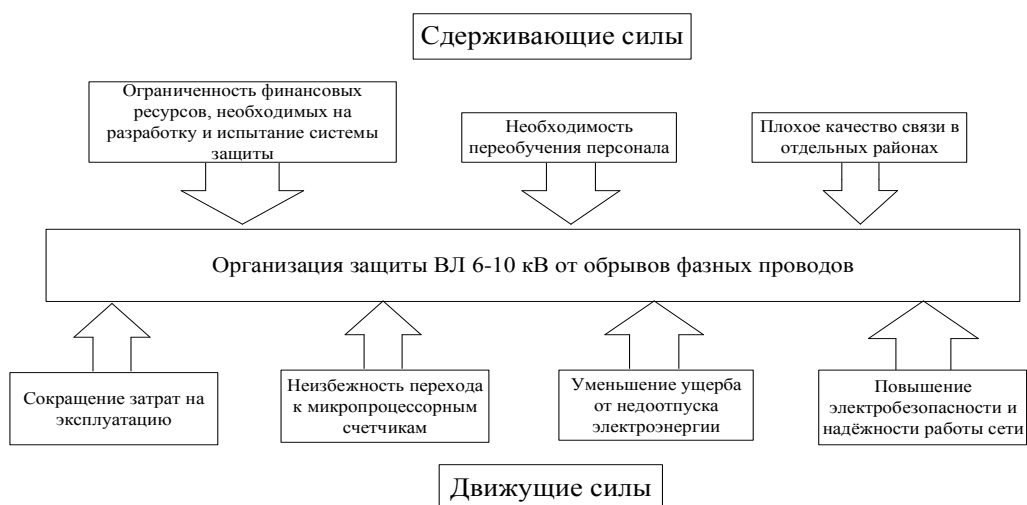 Сдерживающие силы
Ограниченность финансовых
ресурсов, необходимых на
разработку и испытание системы
защиты
Необходимость
переобучения персонала
Плохое качество связи в
отдельных районах
Организация защиты ВЛ 6-10 кВ от обрывов фазных проводов
Сокращение затрат на
эксплуатацию
Неизбежность перехода
к микропроцессорным
счетчикам
Уменьшение ущерба
от недоотпуска
электроэнергии
Повышение
электробезопасности и
надёжности работы сети
Движущие силы